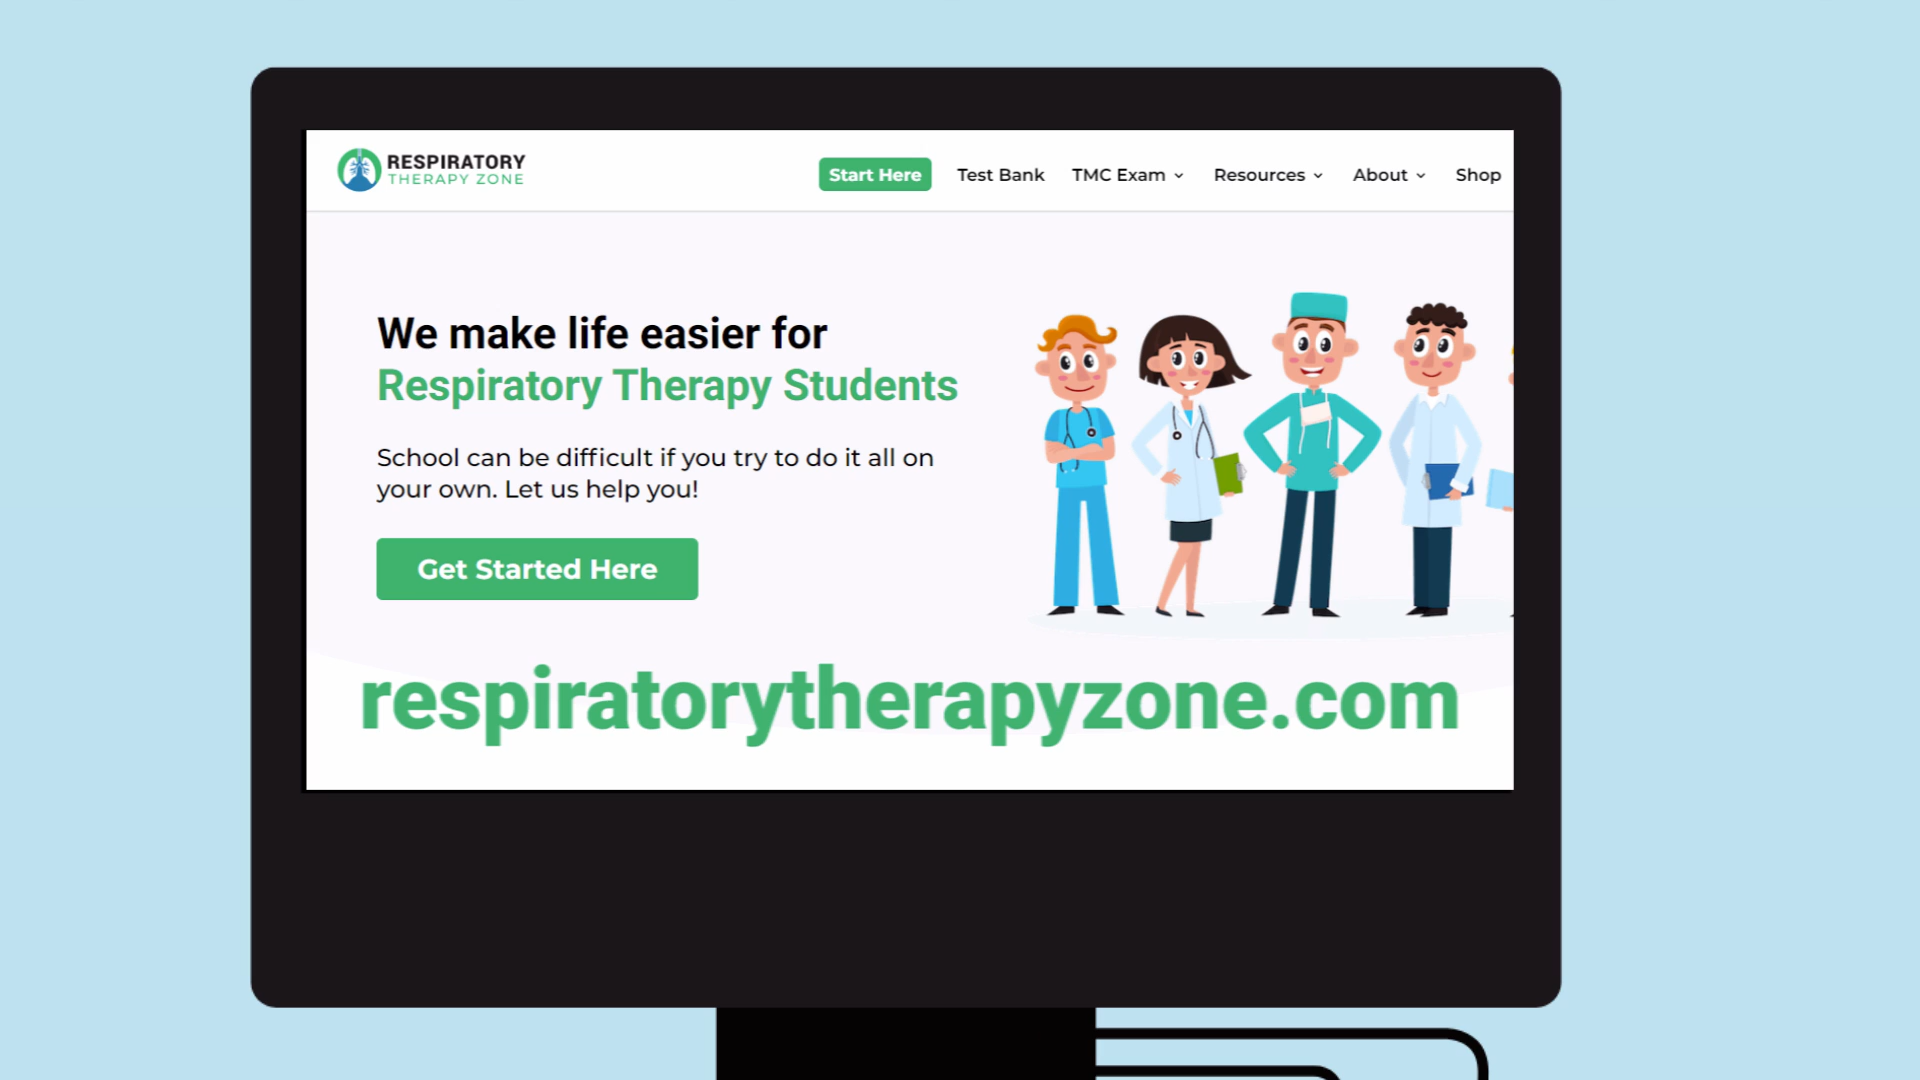 RESPIRATORY
THERAPY ZONE
Start Here
Test Bank
TMC Exam
Resources
About
Shop
We make life easier for
Respiratory Therapy Students
School can be difficult if you try to do it all on
your own. Let us help you!
Get Started Here
respiratorytherapyzone.com